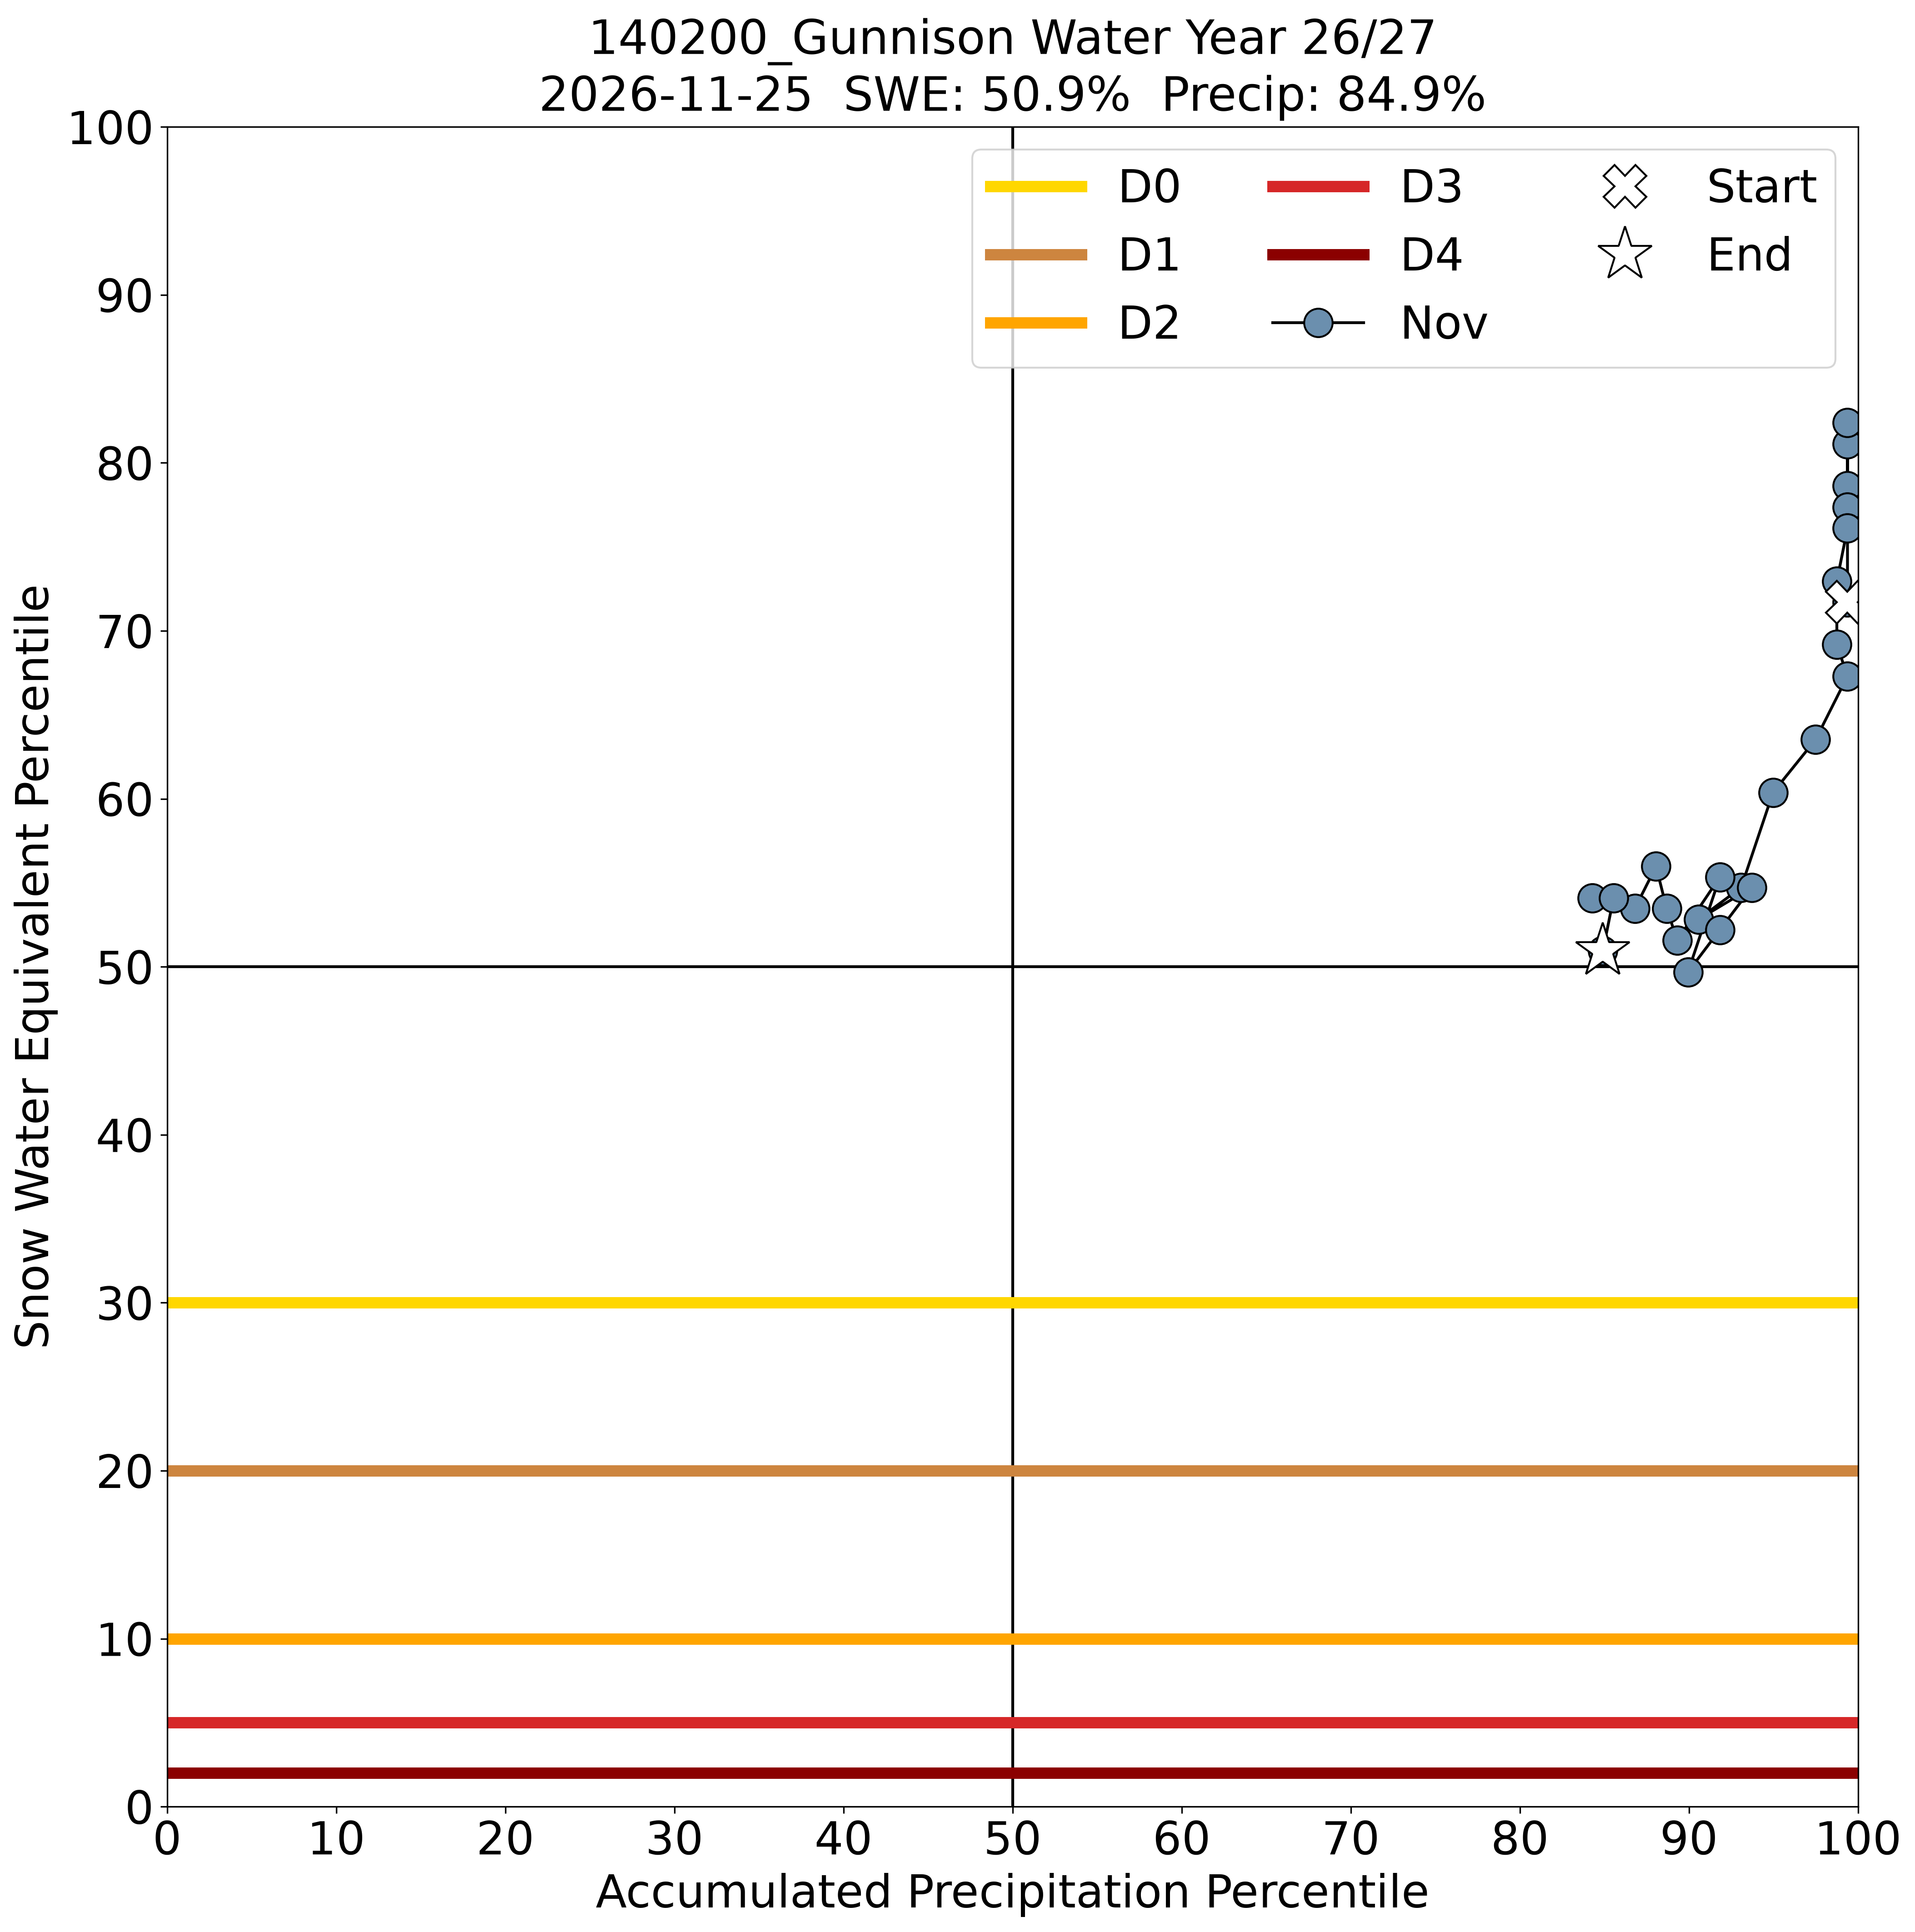 140200_Gunnison Water Year 26/27
2026-11-25  SWE: 50.9%  Precip: 84.9%
D0
D1
D2
D3
D4
Nov
Start
End
Snow Water Equivalent Percentile
100
90
80
70
60
50
40
30
20
10
0
0 10 20 30 40 50 60 70 80 90 100
Accumulated Precipitation Percentile